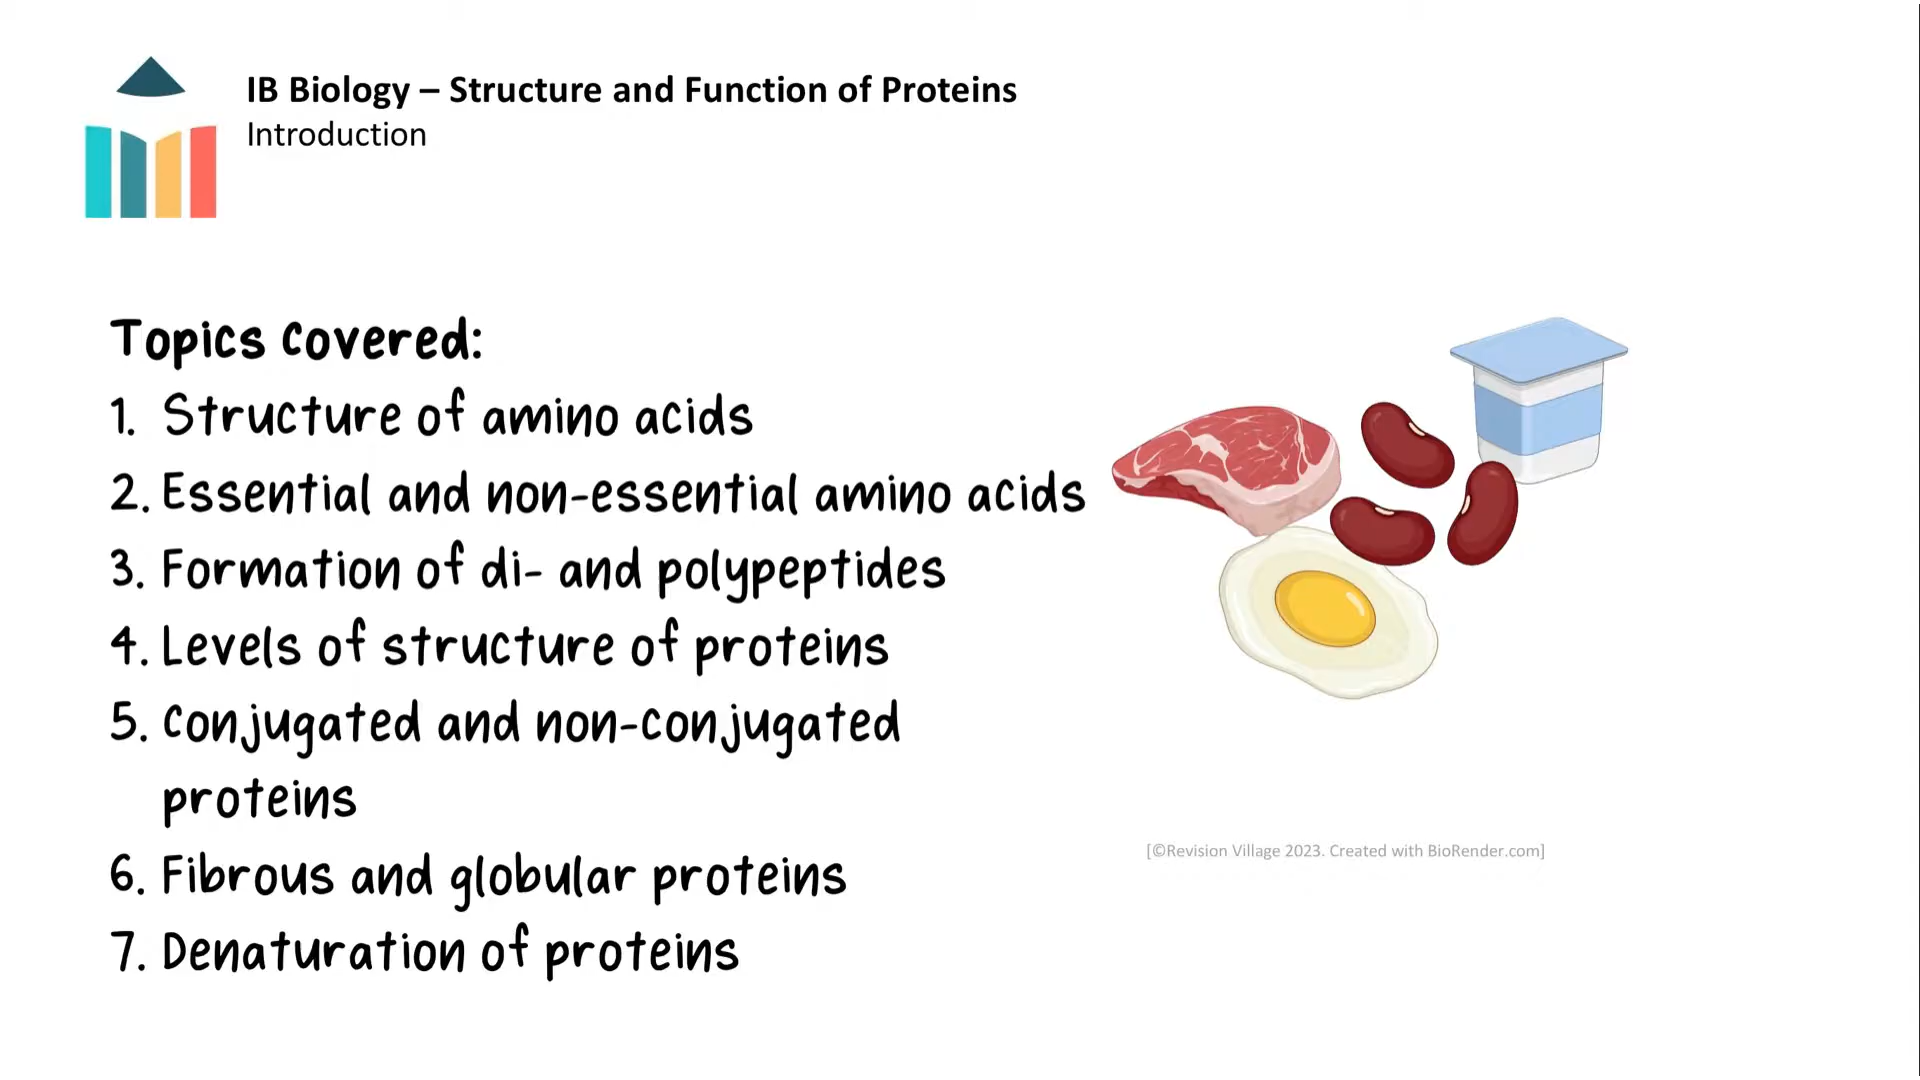 IB Biology – Structure and Function of Proteins
Introduction
Topics covered:
1. Structure of amino acids
2. Essential and non-essential amino acids
3. Formation of di- and polypeptides
4. Levels of structure of proteins
5. Conjugated and non-conjugated
proteins
6. Fibrous and globular proteins
7. Denaturation of proteins
[©Revision Village 2023. Created with BioRender.com]